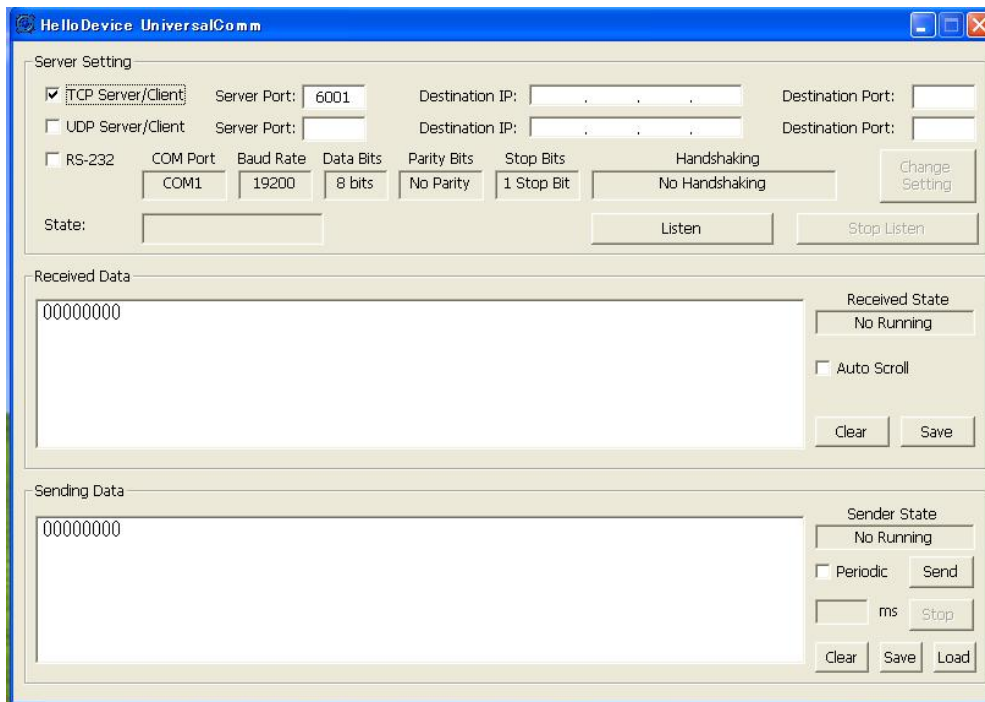 HelloDevice UniversalComm
Server Setting
TCP Server/Client Server Port: 6001 Destination IP: . . . Destination Port:
UDP Server/Client Server Port: Destination IP: . . . Destination Port:
RS-232 COM Port Baud Rate Data Bits Parity Bits Stop Bits Handshaking
COM1 19200 8 bits No Parity 1 Stop Bit No Handshaking Change
Setting
State: Listen Stop Listen
Received Data
00000000
Received State
No Running
Auto Scroll
Clear Save
Sending Data
00000000
Sender State
No Running
Periodic Send
ms Stop
Clear Save Load